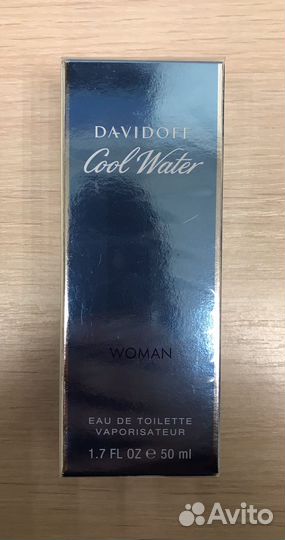 DAVIDOFF
Cool Water
WOMAN
EAU DE TOILETTE
VAPORISATEUR
1.7 FL OZ e 50 ml
Avito